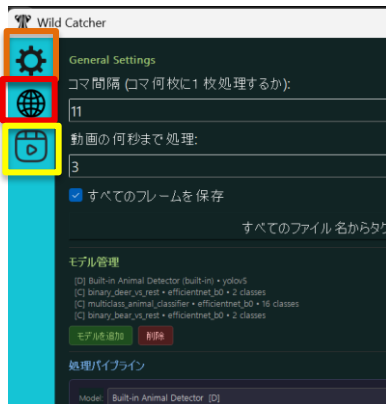 Wild Catcher
General Settings
コマ間隔 (コマ何枚に1 枚処理するか):
11
動画の何秒まで処理:
3
すべてのフレームを保存
すべてのファイル名からタグ
モデル管理
[D] Built-in Animal Detector (built-in) • yolov5
[C] binary_deer_vs_rest • efficientnet_b0 • 2 classes
[C] multiclass_animal_classifier • efficientnet_b0 • 16 classes
[C] binary_bear_vs_rest • efficientnet_b0 • 2 classes
モデルを追加 削除
処理パイプライン
Model: Built-in Animal Detector [D]